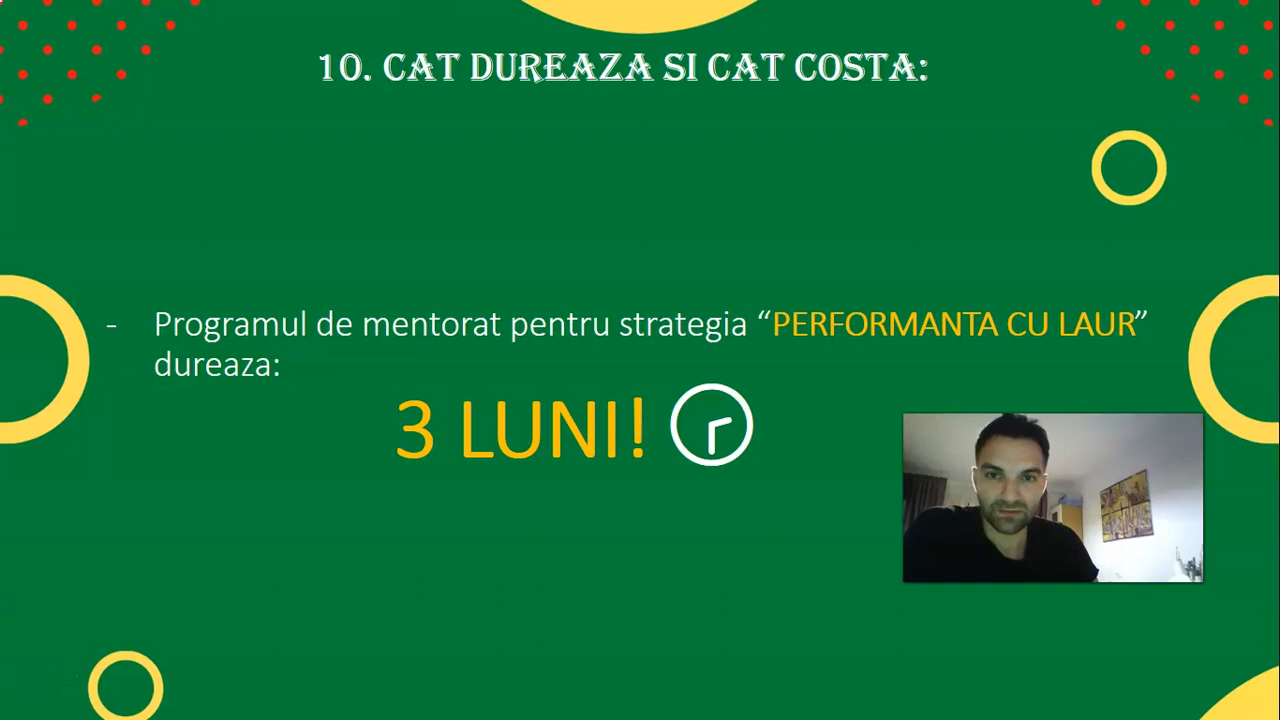 10. CAT DUREAZA SI CAT COSTA:
- Programul de mentorat pentru strategia “PERFORMANTA CU LAUR”
dureaza:
3 LUNI!